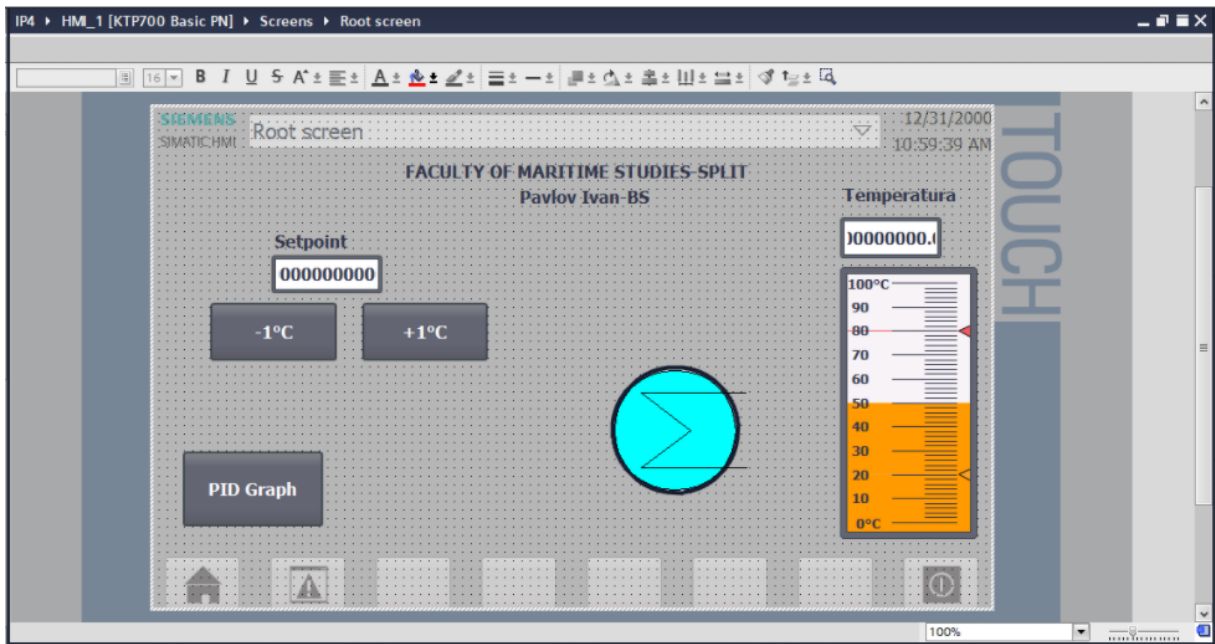 IP4 ▸ HMI_1 [KTP700 Basic PN] ▸ Screens ▸ Root screen
16 B I U S A A
SIEMENS
SIMATIC HMI
Root screen
12/31/2000
10:59:39 AM
TOUCH
FACULTY OF MARITIME STUDIES-SPLIT
Pavlov Ivan-BS
Temperatura
00000000.0
Setpoint
000000000
-1°C
+1°C
100°C
90
80
70
60
50
40
30
20
10
0°C
PID Graph
100%